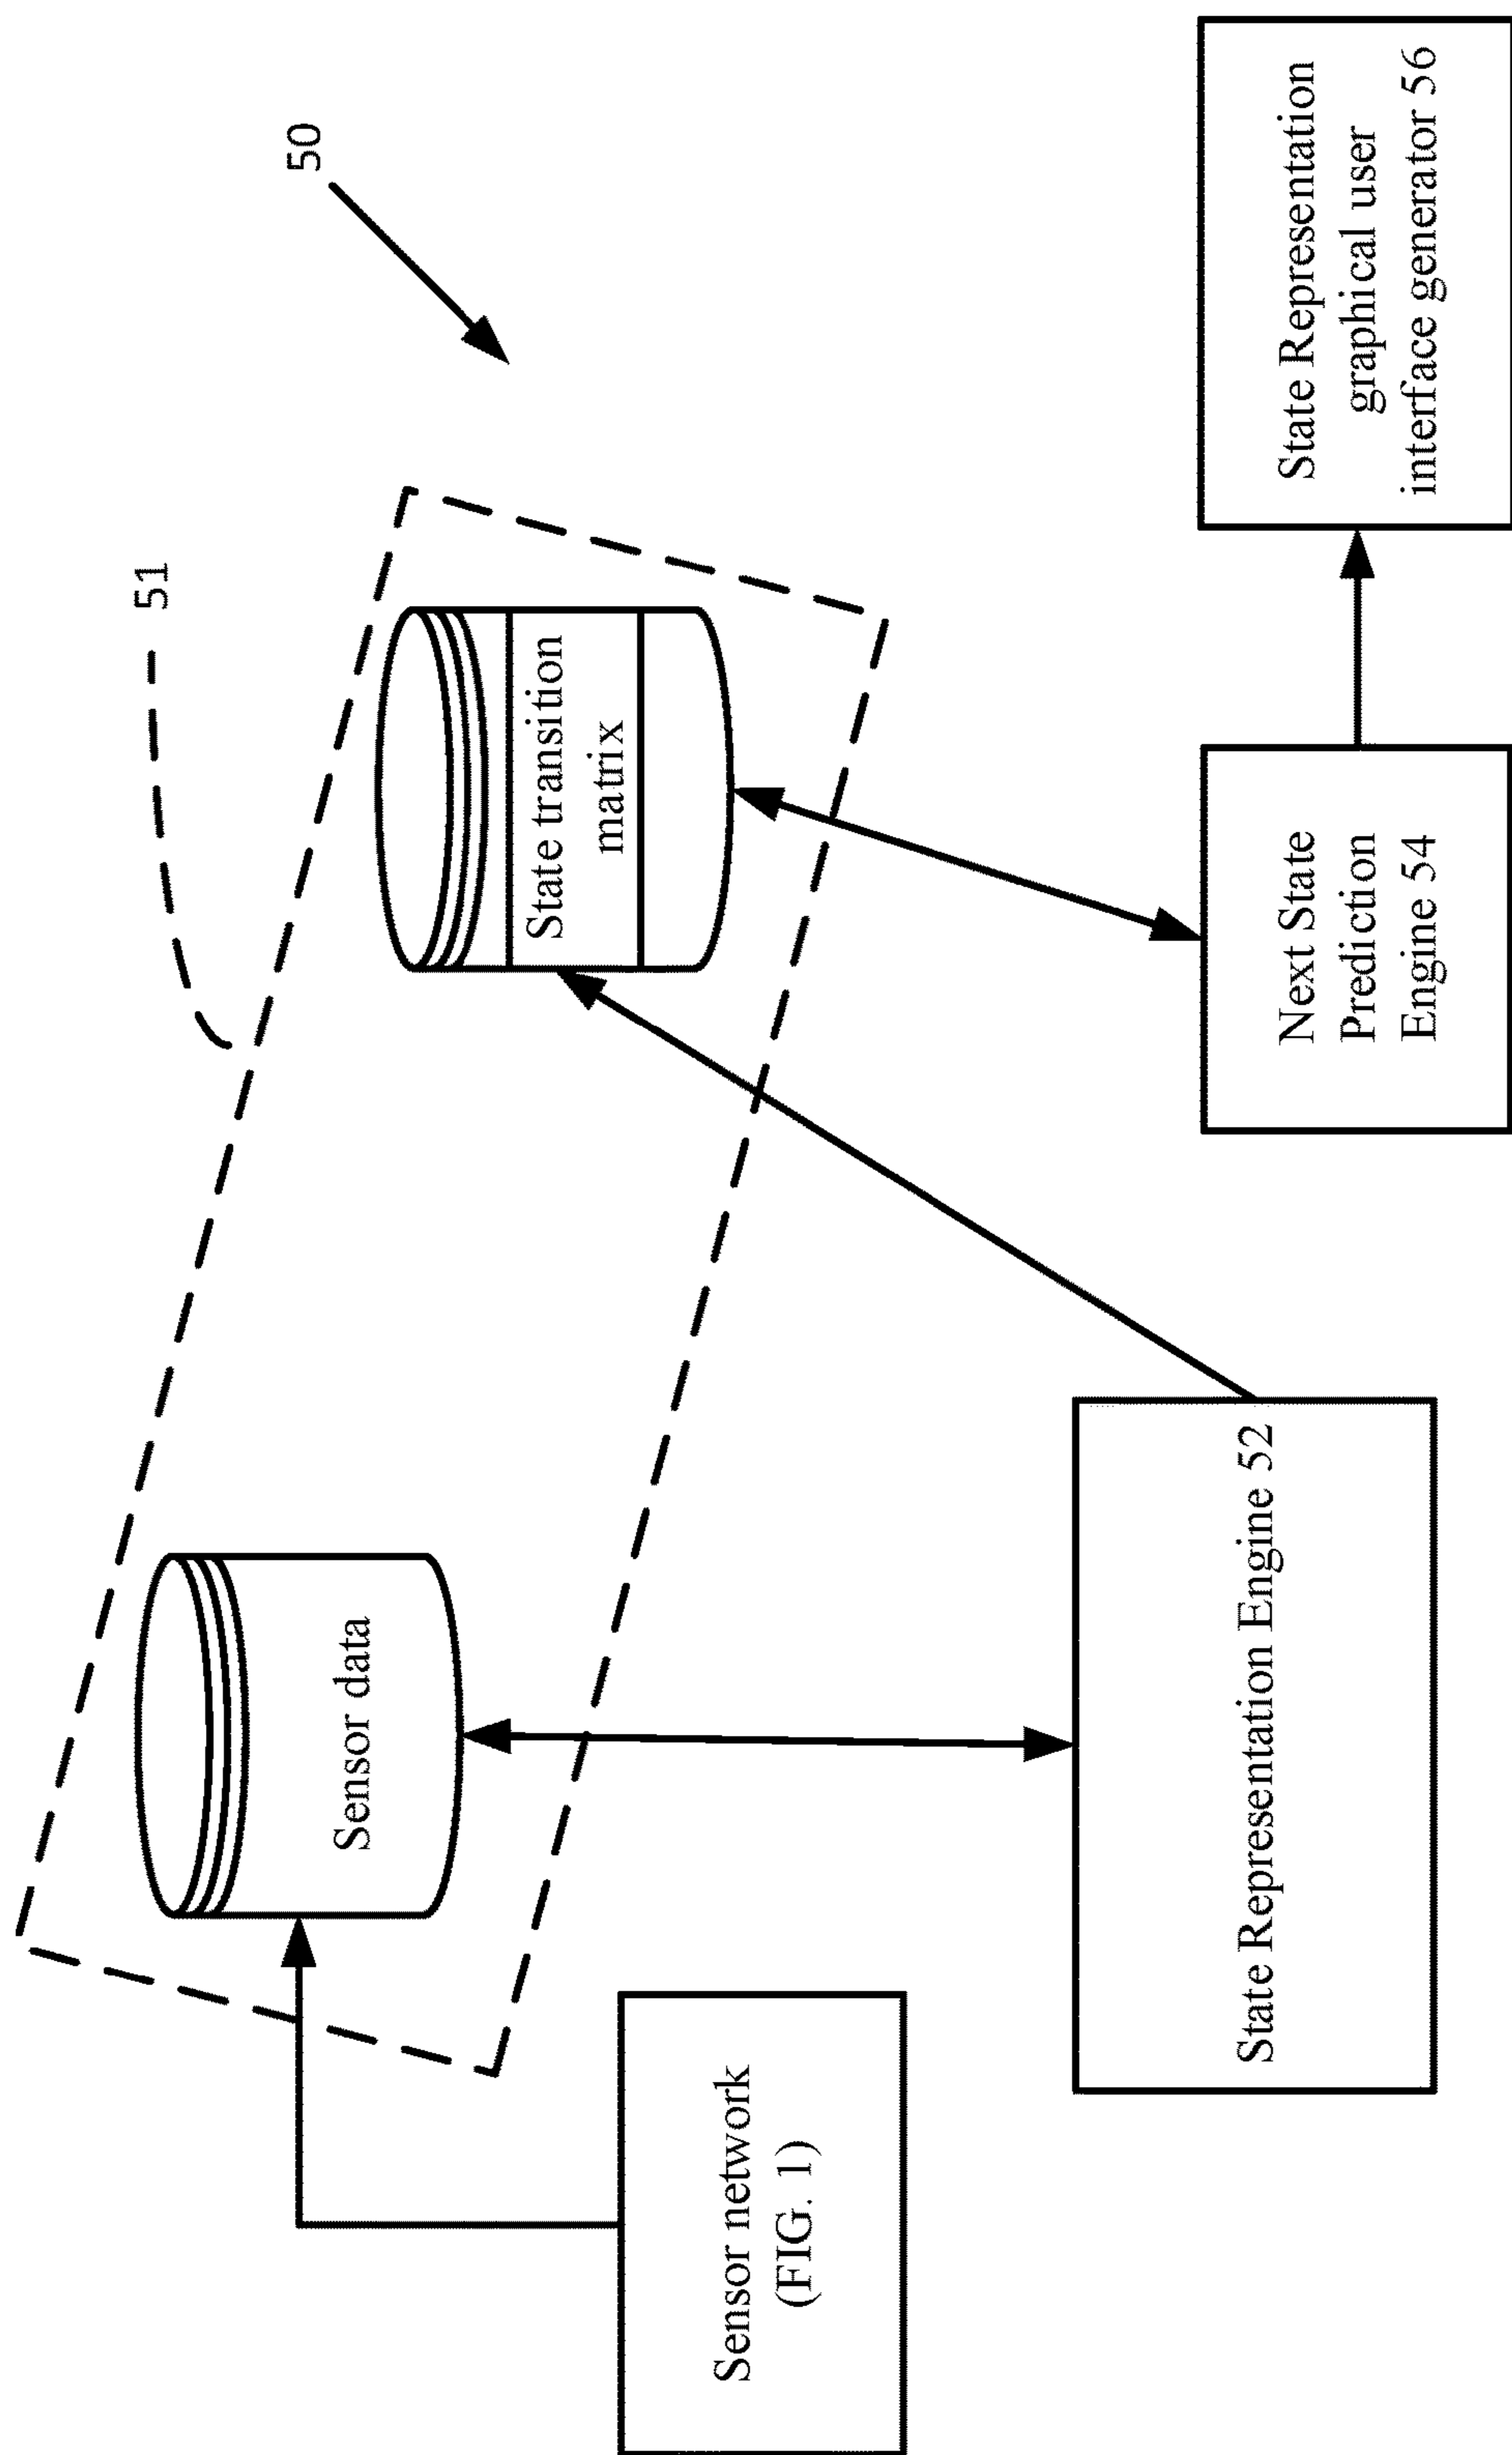 50
51
Sensor data
State transition
matrix
Sensor network
(FIG. 1)
State Representation Engine 52
Next State
Prediction
Engine 54
State Representation
graphical user
interface generator 56